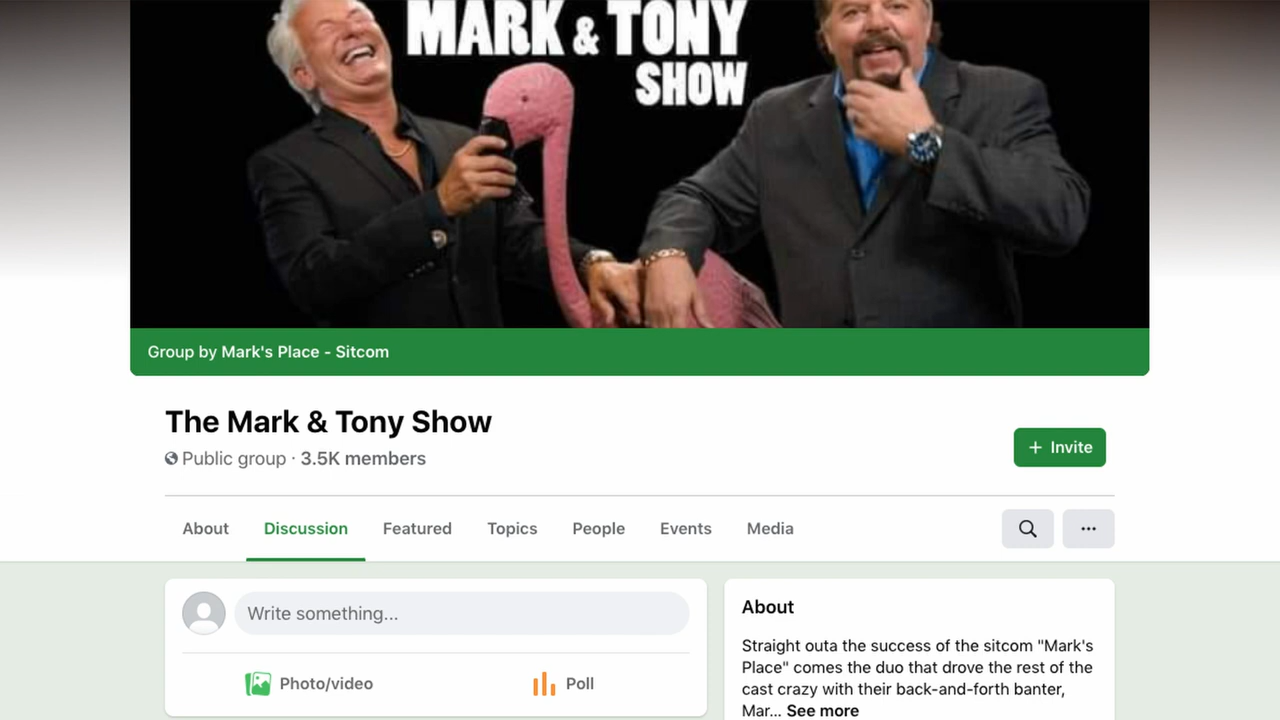 MARK & TONY
SHOW
Group by Mark's Place - Sitcom
The Mark & Tony Show
Public group · 3.5K members
+ Invite
About Discussion Featured Topics People Events Media
Write something...
Photo/video Poll
About
Straight outa the success of the sitcom "Mark's
Place" comes the duo that drove the rest of the
cast crazy with their back-and-forth banter,
Mar... See more